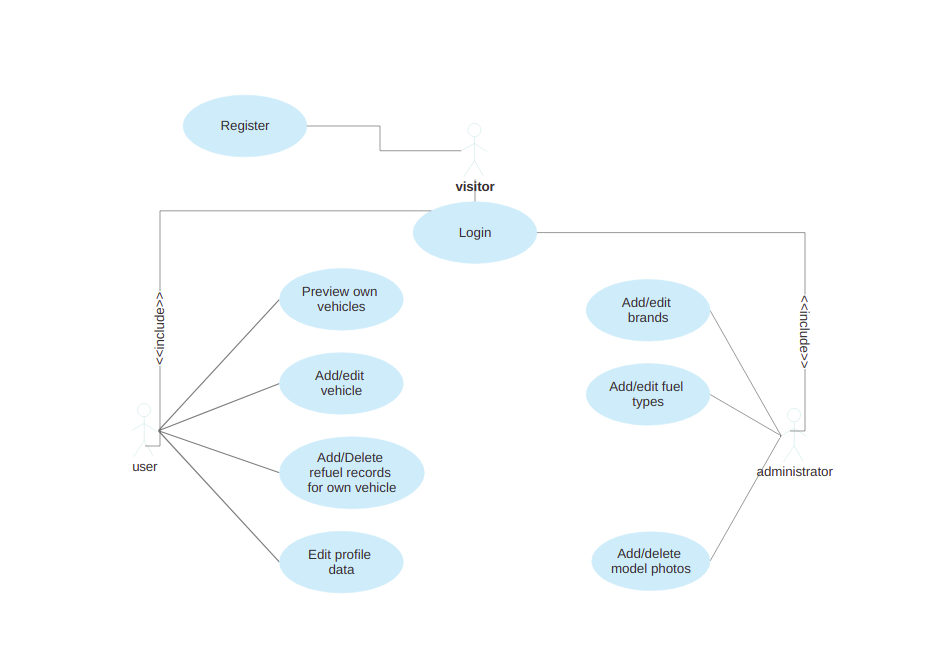 Register
visitor
Login
<<include>>
<<include>>
Preview own
vehicles
Add/edit
vehicle
Add/Delete
refuel records
for own vehicle
Edit profile
data
user
Add/edit
brands
Add/edit fuel
types
administrator
Add/delete
model photos